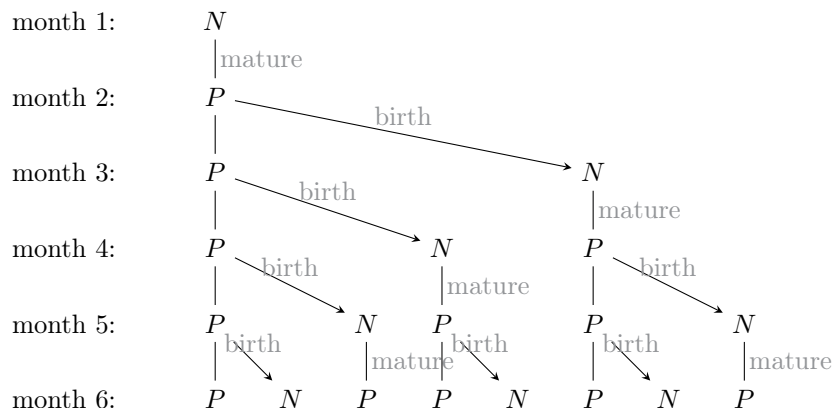 month 1: N
mature
month 2: P
birth
month 3: P N
birth mature
month 4: P N P
birth mature birth
month 5: P N P P N
birth mature birth birth mature
month 6: P N P P N P N P